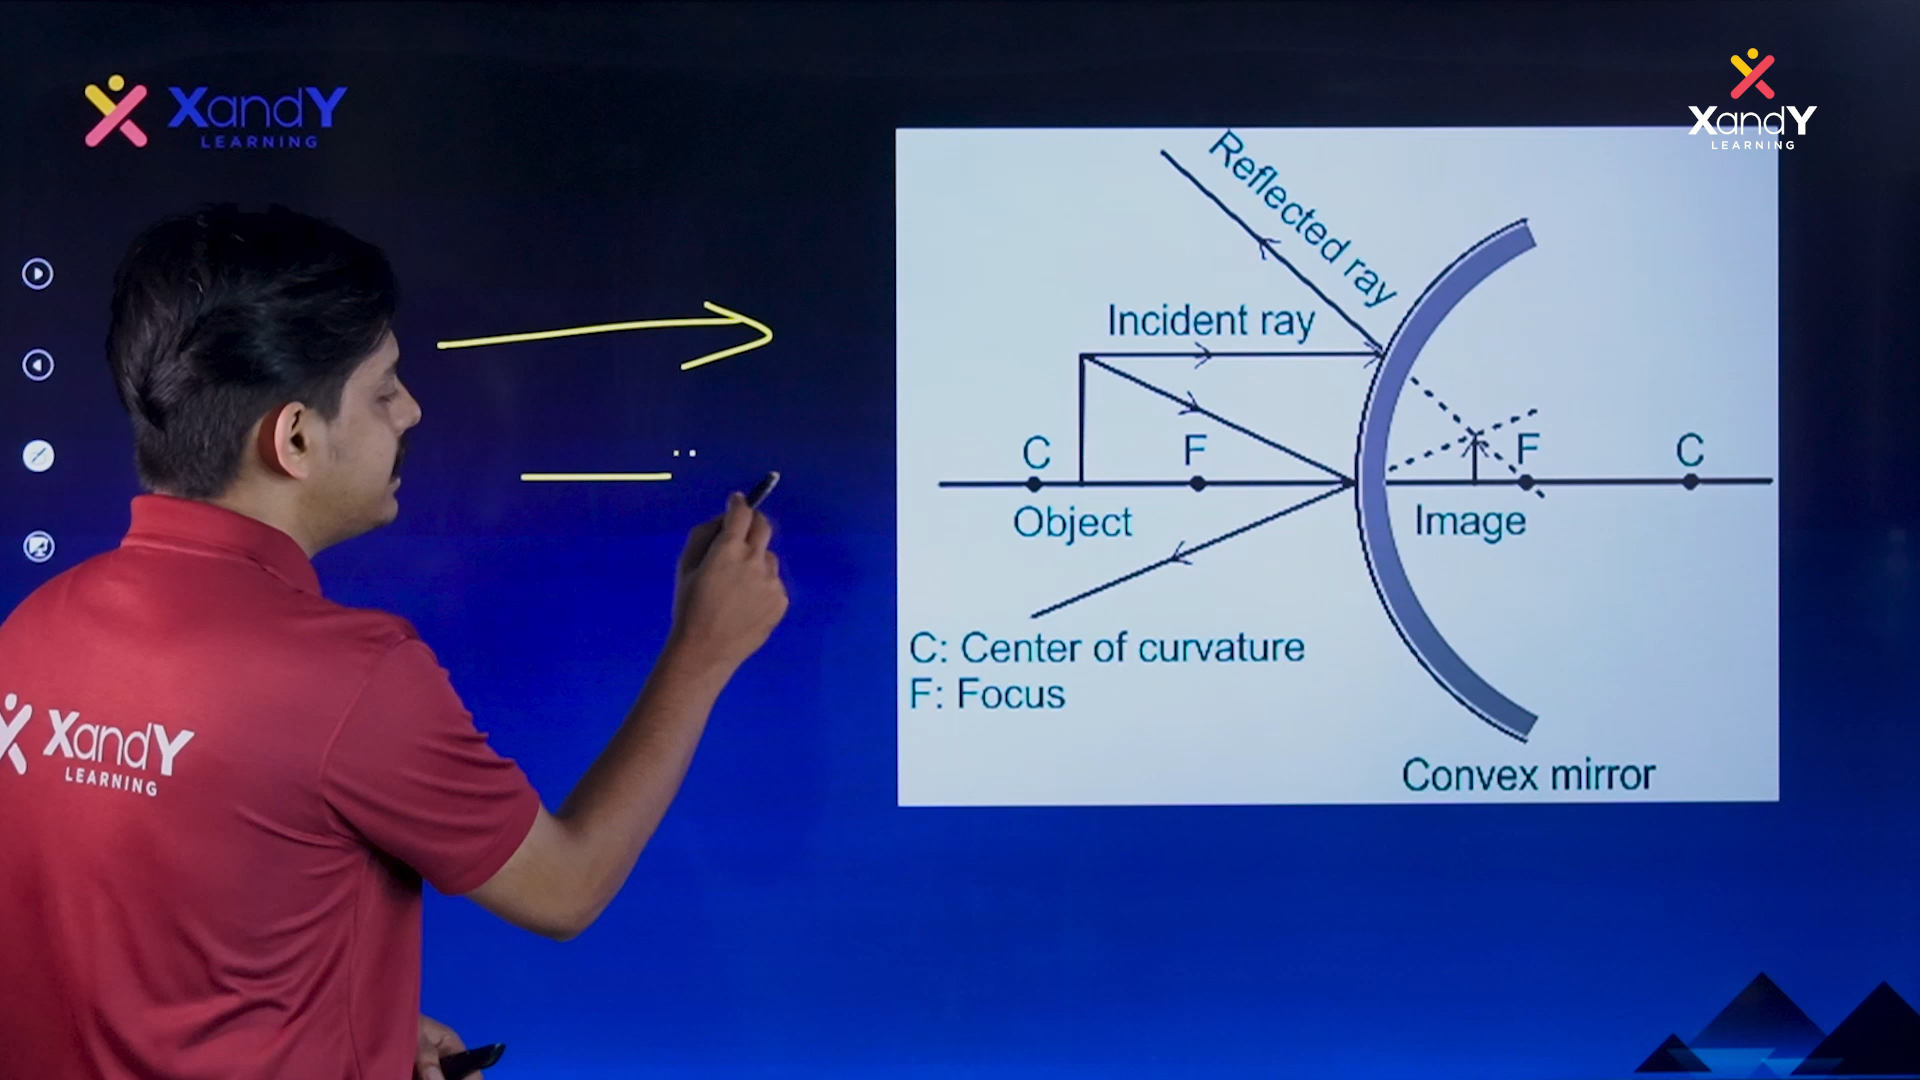 XandY
LEARNING
XandY
LEARNING
Reflected ray
Incident ray
C
F
F
C
Object
Image
C: Center of curvature
F: Focus
Convex mirror
XandY
LEARNING